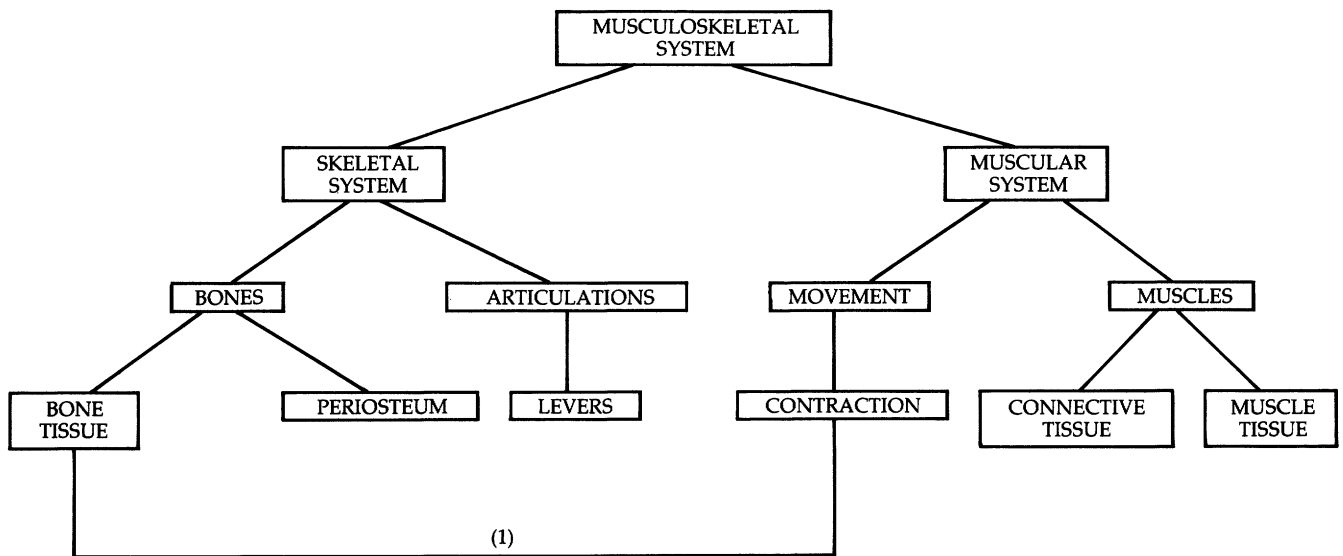 MUSCULOSKELETAL
SYSTEM
SKELETAL
SYSTEM
MUSCULAR
SYSTEM
BONES
ARTICULATIONS
MOVEMENT
MUSCLES
BONE
TISSUE
PERIOSTEUM
LEVERS
CONTRACTION
CONNECTIVE
TISSUE
MUSCLE
TISSUE
(1)